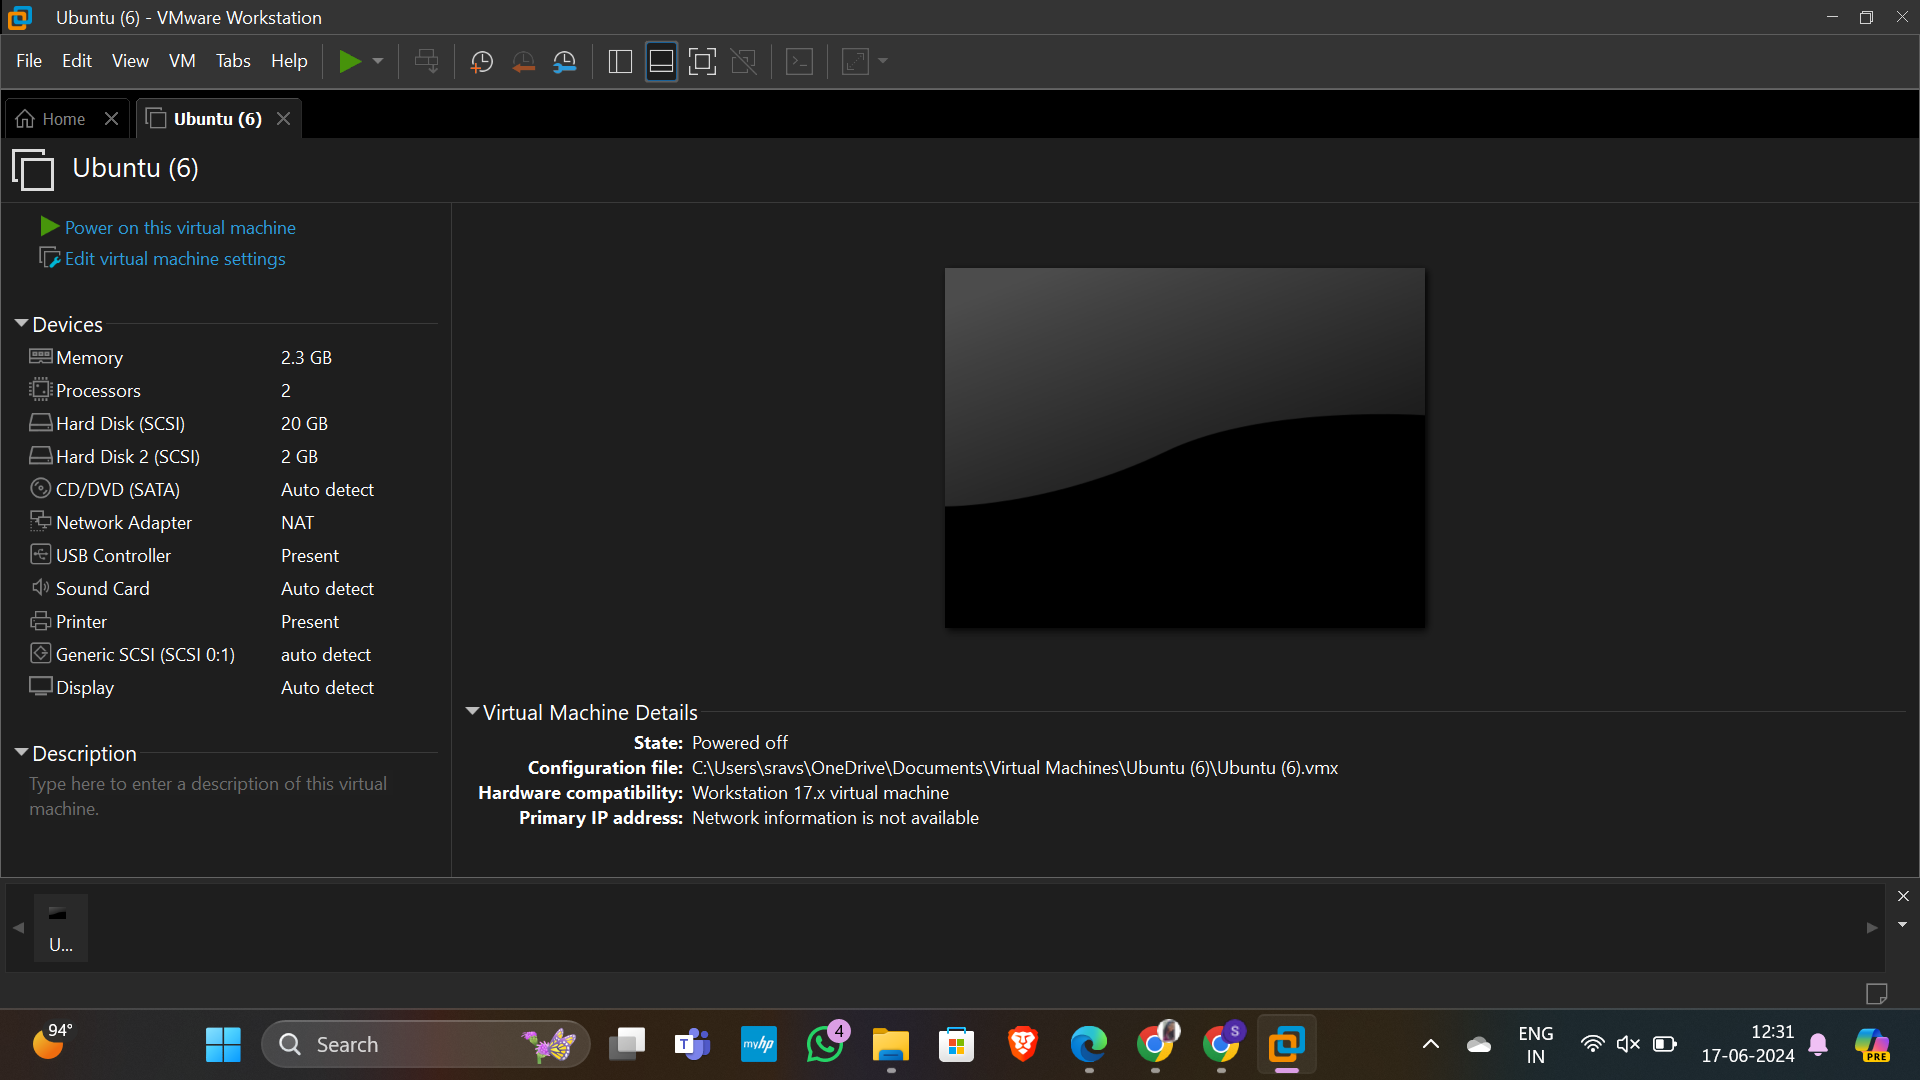 Ubuntu (6) - VMware Workstation
File Edit View VM Tabs Help
Home Ubuntu (6)
Ubuntu (6)
Power on this virtual machine
Edit virtual machine settings
Devices
Memory 2.3 GB
Processors 2
Hard Disk (SCSI) 20 GB
Hard Disk 2 (SCSI) 2 GB
CD/DVD (SATA) Auto detect
Network Adapter NAT
USB Controller Present
Sound Card Auto detect
Printer Present
Generic SCSI (SCSI 0:1) auto detect
Display Auto detect
Description
Type here to enter a description of this virtual
machine.
Virtual Machine Details
State: Powered off
Configuration file: C:\Users\sravs\OneDrive\Documents\Virtual Machines\Ubuntu (6)\Ubuntu (6).vmx
Hardware compatibility: Workstation 17.x virtual machine
Primary IP address: Network information is not available
U...
94°
Search
T
myhp
4
S
ENG
IN
12:31
17-06-2024
PRE